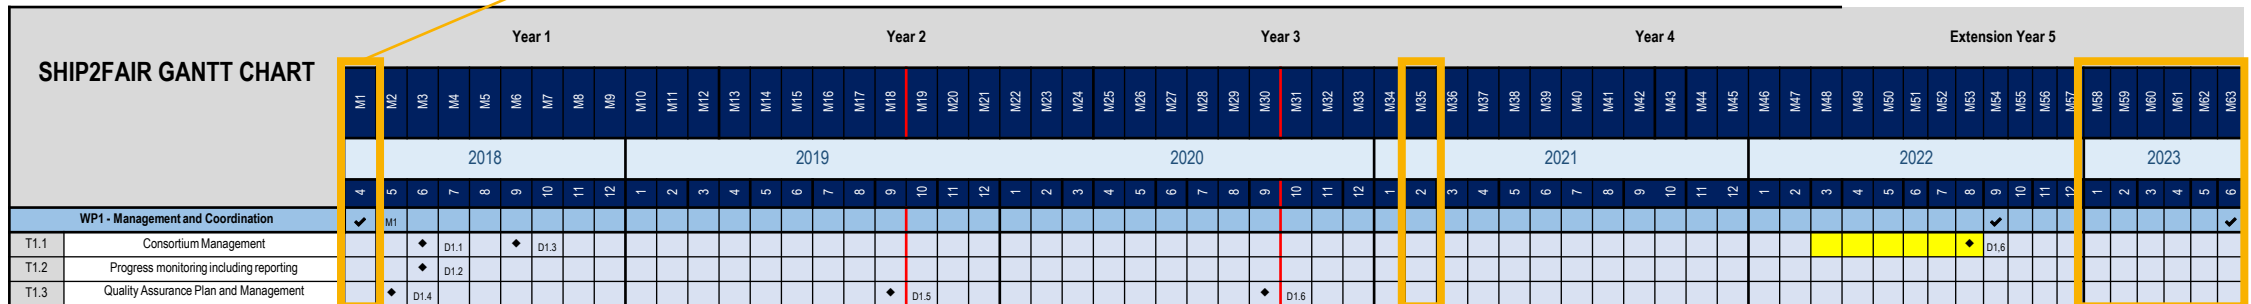 Year 1 Year 2 Year 3 Year 4 Extension Year 5
SHIP2FAIR GANTT CHART
M1 M2 M3 M4 M5 M6 M7 M8 M9 M10 M11 M12 M13 M14 M15 M16 M17 M18 M19 M20 M21 M22 M23 M24 M25 M26 M27 M28 M29 M30 M31 M32 M33 M34 M35 M36 M37 M38 M39 M40 M41 M42 M43 M44 M45 M46 M47 M48 M49 M50 M51 M52 M53 M54 M55 M56 M57 M58 M59 M60 M61 M62 M63
2018 2019 2020 2021 2022 2023
4 5 6 7 8 9 10 11 12 1 2 3 4 5 6 7 8 9 10 11 12 1 2 3 4 5 6 7 8 9 10 11 12 1 2 3 4 5 6 7 8 9 10 11 12 1 2 3 4 5 6 7 8 9 10 11 12 1 2 3 4 5 6
WP1 - Management and Coordination ✔ M1 ✔ ✔
T1.1 Consortium Management ◆ D1.1 ◆ D1.3 ◆ D1,6
T1.2 Progress monitoring including reporting ◆ D1.2
T1.3 Quality Assurance Plan and Management ◆ D1.4 ◆ D1.5 ◆ D1.6